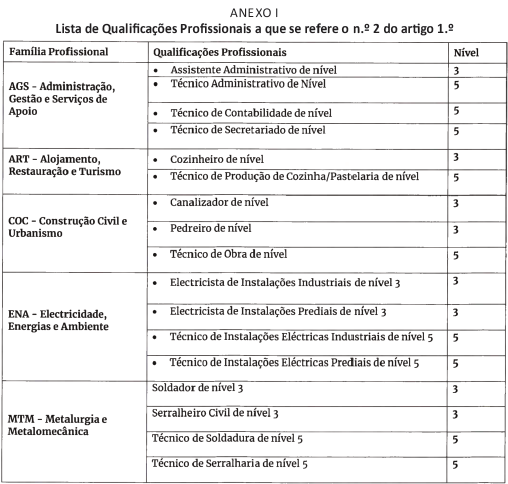 ANEXO I
Lista de Qualificações Profissionais a que se refere o n.º 2 do artigo 1.º
Família Profissional Qualificações Profissionais Nível
AGS – Administração,
Gestão e Serviços de
Apoio
• Assistente Administrativo de nível 3
• Técnico Administrativo de Nível 5
• Técnico de Contabilidade de nível 5
• Técnico de Secretariado de nível 5
ART – Alojamento,
Restauração e Turismo
• Cozinheiro de nível 3
• Técnico de Produção de Cozinha/Pastelaria de nível 5
COC – Construção Civil e
Urbanismo
• Canalizador de nível 3
• Pedreiro de nível 3
• Técnico de Obra de nível 5
ENA – Electricidade,
Energias e Ambiente
• Electricista de Instalações Industriais de nível 3 3
• Electricista de Instalações Prediais de nível 3 3
• Técnico de Instalações Eléctricas Industriais de nível 5 5
• Técnico de Instalações Eléctricas Prediais de nível 5 5
MTM – Metalurgia e
Metalomecânica
Soldador de nível 3 3
Serralheiro Civil de nível 3 3
Técnico de Soldadura de nível 5 5
Técnico de Serralharia de nível 5 5